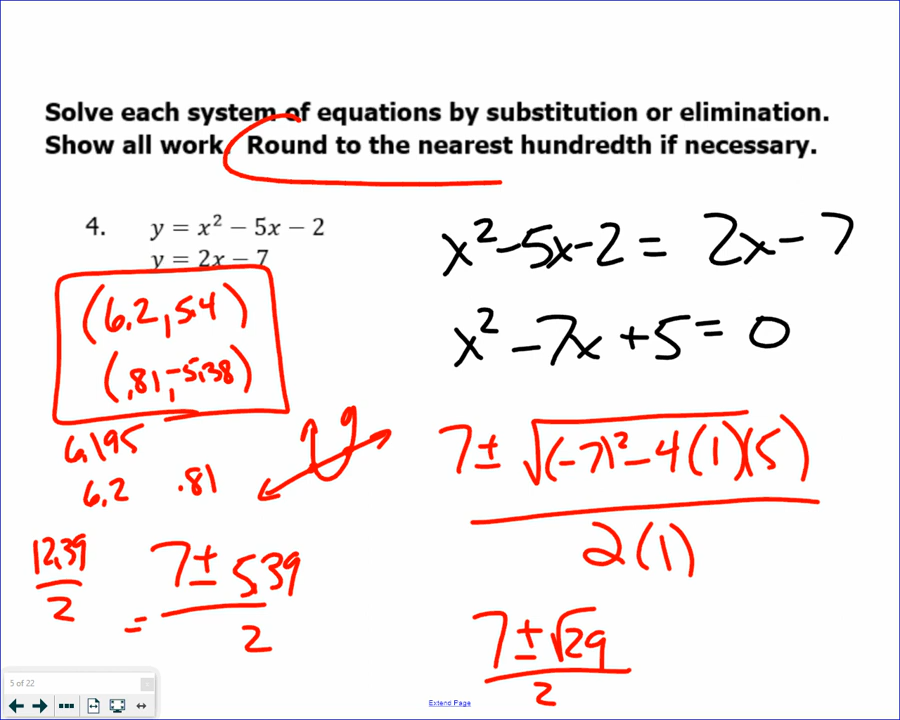 Solve each system of equations by substitution or elimination.
Show all work. Round to the nearest hundredth if necessary.
4. y = x² − 5x − 2
y = 2x − 7
(6.2, 5.4)
(.81, -5.38)
6.195
6.2 .81
12.39
2
= 7 ± 5.39
2
x² - 5x - 2 = 2x - 7
x² - 7x + 5 = 0
7 ± √(-7)² - 4(1)(5)
2(1)
7 ± √29
2
5 of 22
Extend Page